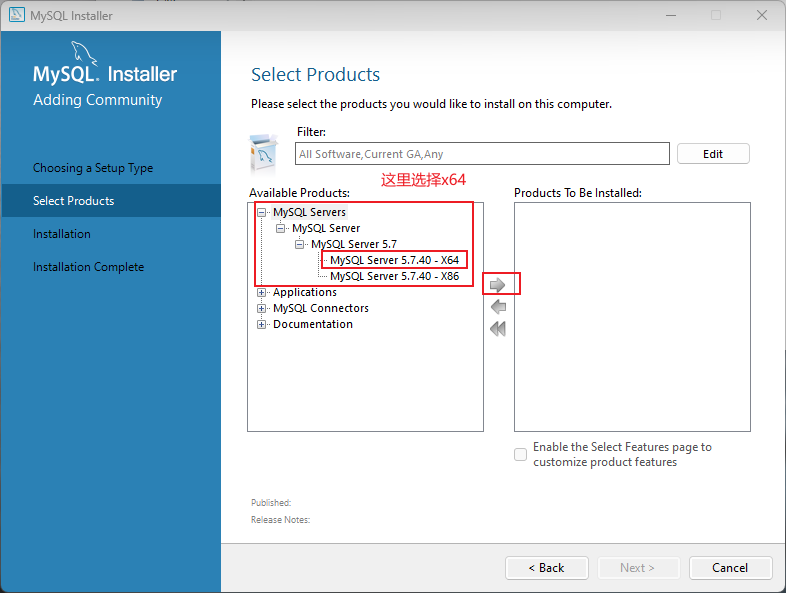 MySQL Installer
MySQL. Installer
Adding Community
Choosing a Setup Type
Select Products
Installation
Installation Complete
Select Products
Please select the products you would like to install on this computer.
Filter:
All Software,Current GA,Any
Edit
这里选择x64
Available Products:
MySQL Servers
MySQL Server
MySQL Server 5.7
MySQL Server 5.7.40 - X64
MySQL Server 5.7.40 - X86
Applications
MySQL Connectors
Documentation
Products To Be Installed:
Enable the Select Features page to
customize product features
Published:
Release Notes:
< Back
Next >
Cancel